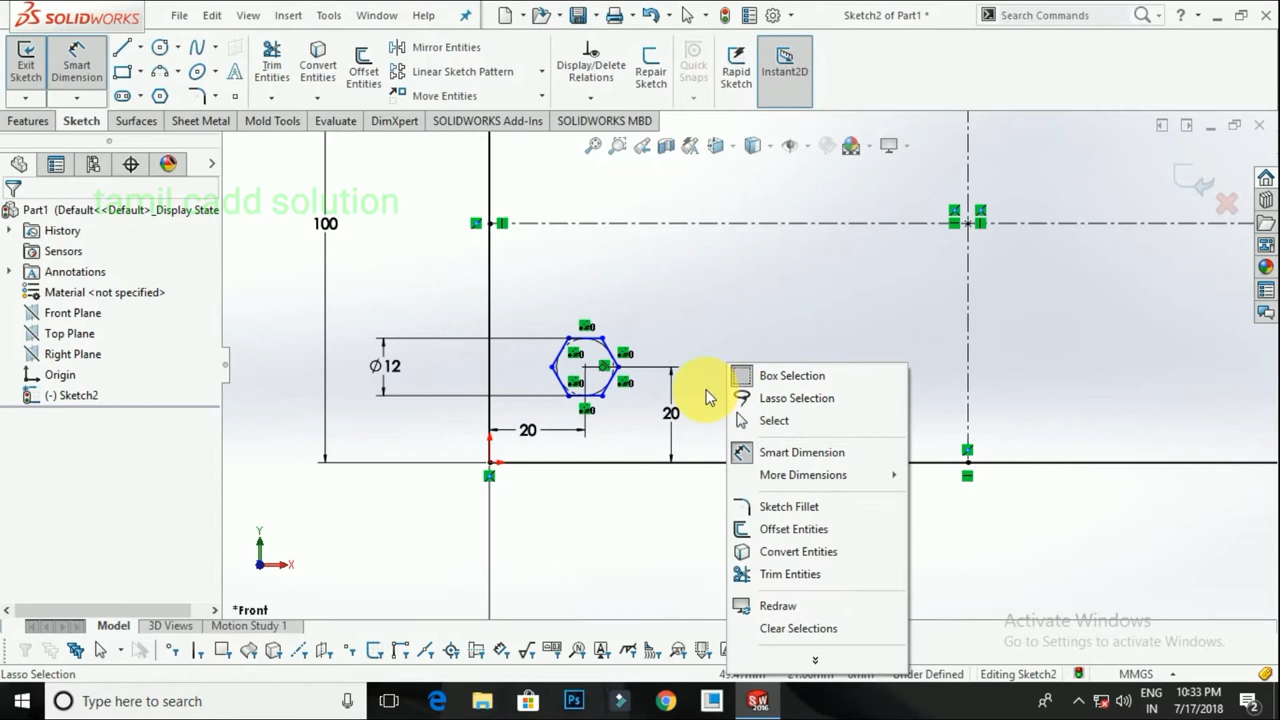 SOLIDWORKS
File Edit View Insert Tools Window Help
Sketch2 of Part1 *
Search Commands
Exit Sketch
Smart Dimension
Trim Entities
Convert Entities
Offset Entities
Mirror Entities
Linear Sketch Pattern
Move Entities
Display/Delete Relations
Repair Sketch
Quick Snaps
Rapid Sketch
Instant2D
Features Sketch Surfaces Sheet Metal Mold Tools Evaluate DimXpert SOLIDWORKS Add-Ins SOLIDWORKS MBD
tamil cadd solution
Part1 (Default<<Default>_Display State
History
Sensors
Annotations
Material <not specified>
Front Plane
Top Plane
Right Plane
Origin
(-) Sketch2
100
Ø12
20
20
Box Selection
Lasso Selection
Select
Smart Dimension
More Dimensions
Sketch Fillet
Offset Entities
Convert Entities
Trim Entities
Redraw
Clear Selections
Y
X
*Front
Activate Windows
Go to Settings to activate Windows.
Model 3D Views Motion Study 1
Lasso Selection
Under Defined Editing Sketch2 MMGS
Type here to search
ENG
IN
10:33 PM
7/17/2018